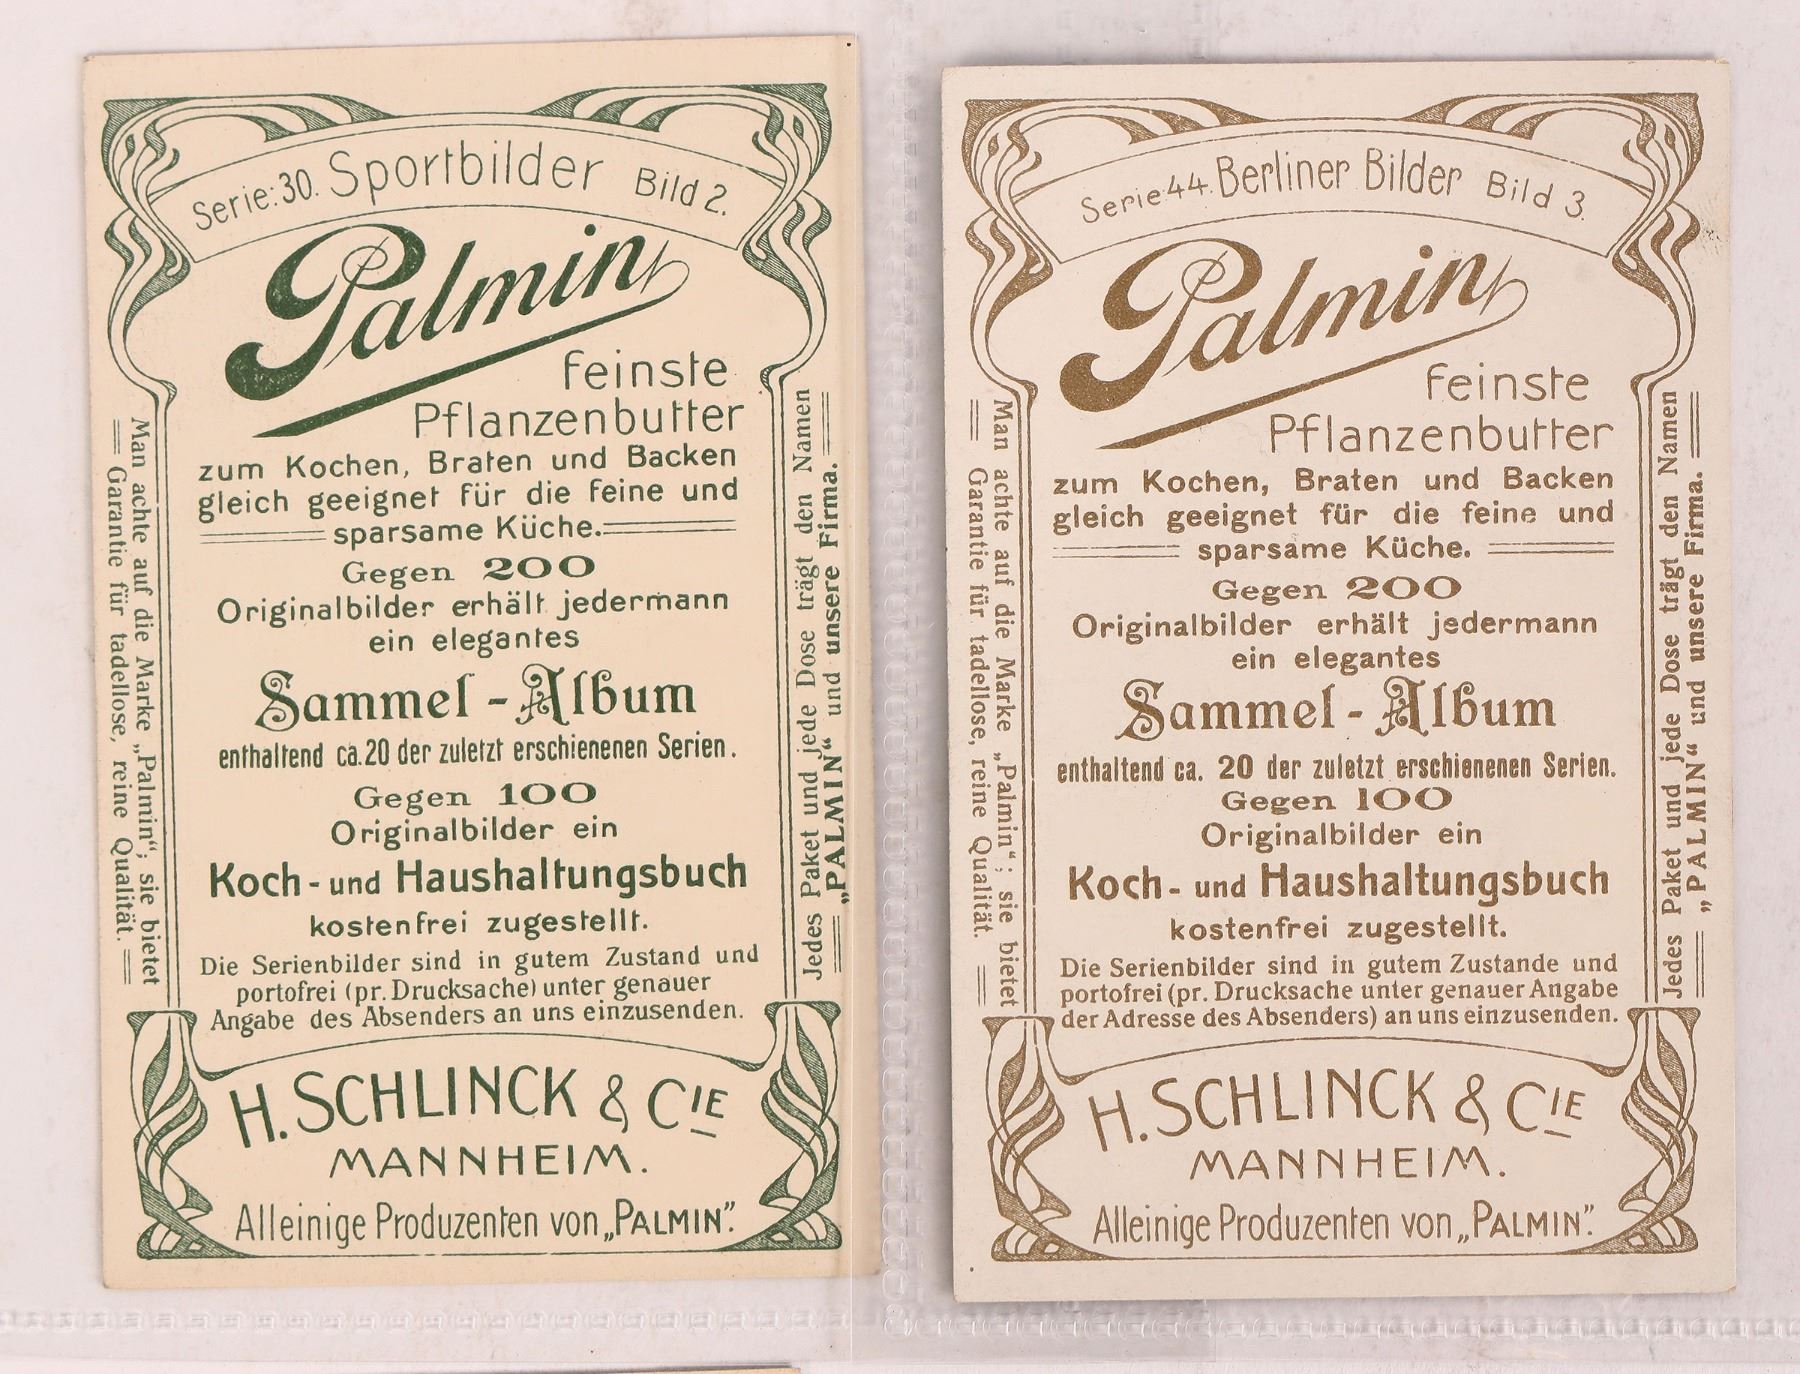 Serie: 30. Sportbilder Bild 2.
Palmin
feinste
Pflanzenbutter
zum Kochen, Braten und Backen
gleich geeignet für die feine und
sparsame Küche.
Gegen 200
Originalbilder erhält jedermann
ein elegantes
Sammel-Album
enthaltend ca. 20 der zuletzt erschienenen Serien.
Gegen 100
Originalbilder ein
Koch- und Haushaltungsbuch
kostenfrei zugestellt.
Die Serienbilder sind in gutem Zustand und
portofrei (pr. Drucksache) unter genauer
Angabe des Absenders an uns einzusenden.
H. SCHLINCK & CIE
MANNHEIM.
Alleinige Produzenten von „PALMIN".
Man achte auf die Marke „Palmin"; sie bietet
Garantie für tadellose, reine Qualität.
Jedes Paket und jede Dose trägt den Namen
„PALMIN" und unsere Firma.
Serie 44. Berliner Bilder Bild 3.
Palmin
feinste
Pflanzenbutter
zum Kochen, Braten und Backen
gleich geeignet für die feine und
sparsame Küche.
Gegen 200
Originalbilder erhält jedermann
ein elegantes
Sammel-Album
enthaltend ca. 20 der zuletzt erschienenen Serien.
Gegen 100
Originalbilder ein
Koch- und Haushaltungsbuch
kostenfrei zugestellt.
Die Serienbilder sind in gutem Zustande und
portofrei (pr. Drucksache unter genauer Angabe
der Adresse des Absenders) an uns einzusenden.
H. SCHLINCK & CIE
MANNHEIM.
Alleinige Produzenten von „PALMIN".
Man achte auf die Marke „Palmin"; sie bietet
Garantie für tadellose, reine Qualität.
Jedes Paket und jede Dose trägt den Namen
„PALMIN" und unsere Firma.